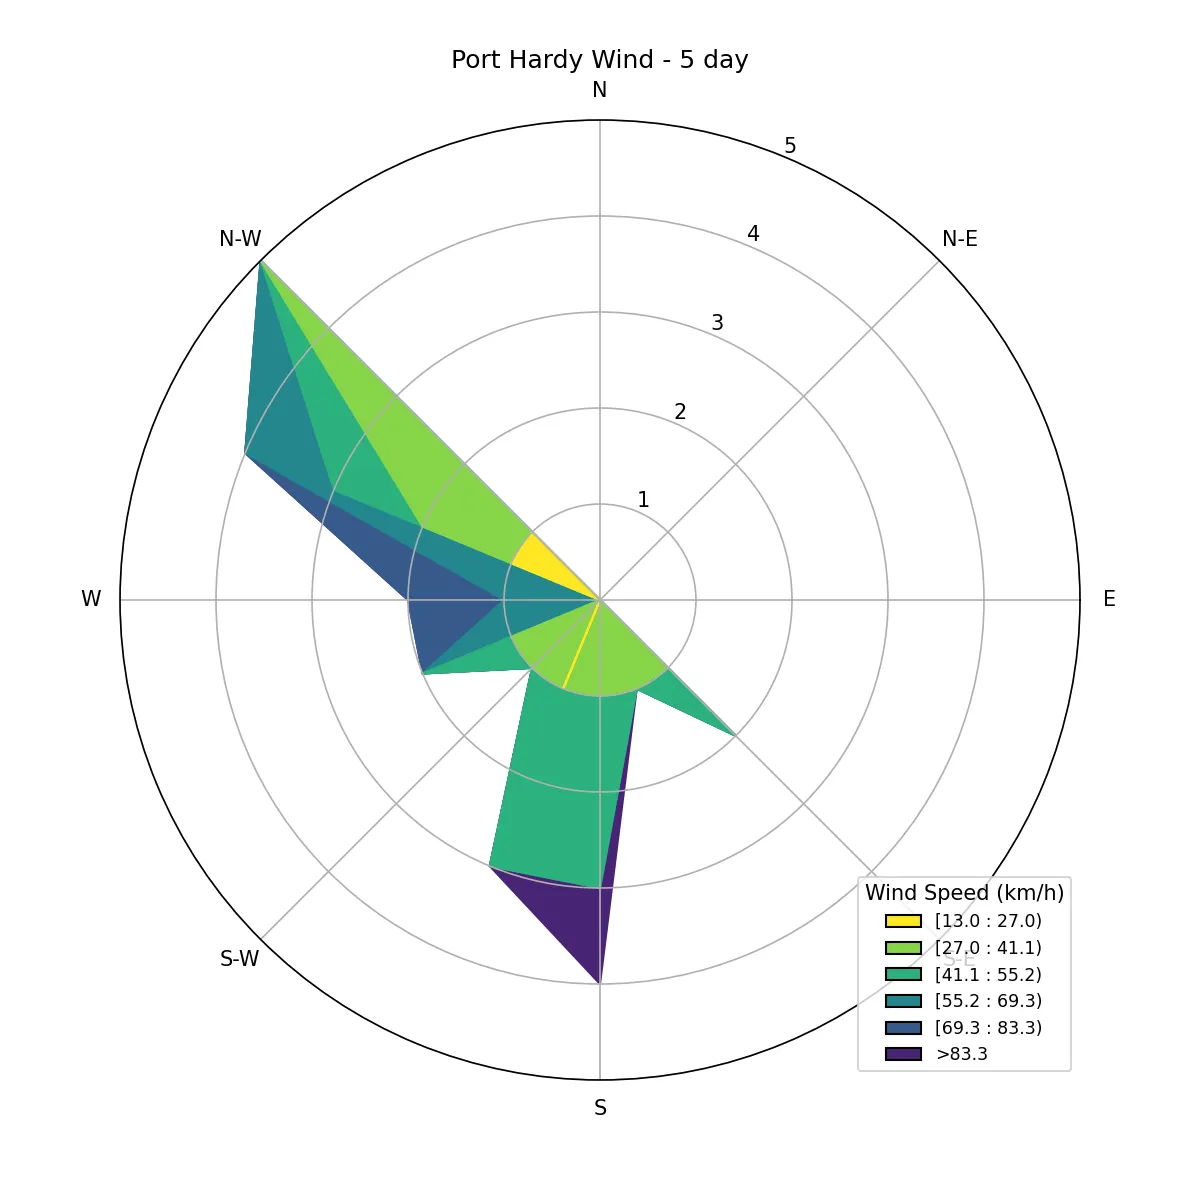 Port Hardy Wind - 5 day
N
5
N-W
N-E
4
3
2
1
W
E
Wind Speed (km/h)
[13.0 : 27.0)
[27.0 : 41.1)
S-W
S-E
[41.1 : 55.2)
[55.2 : 69.3)
[69.3 : 83.3)
>83.3
S